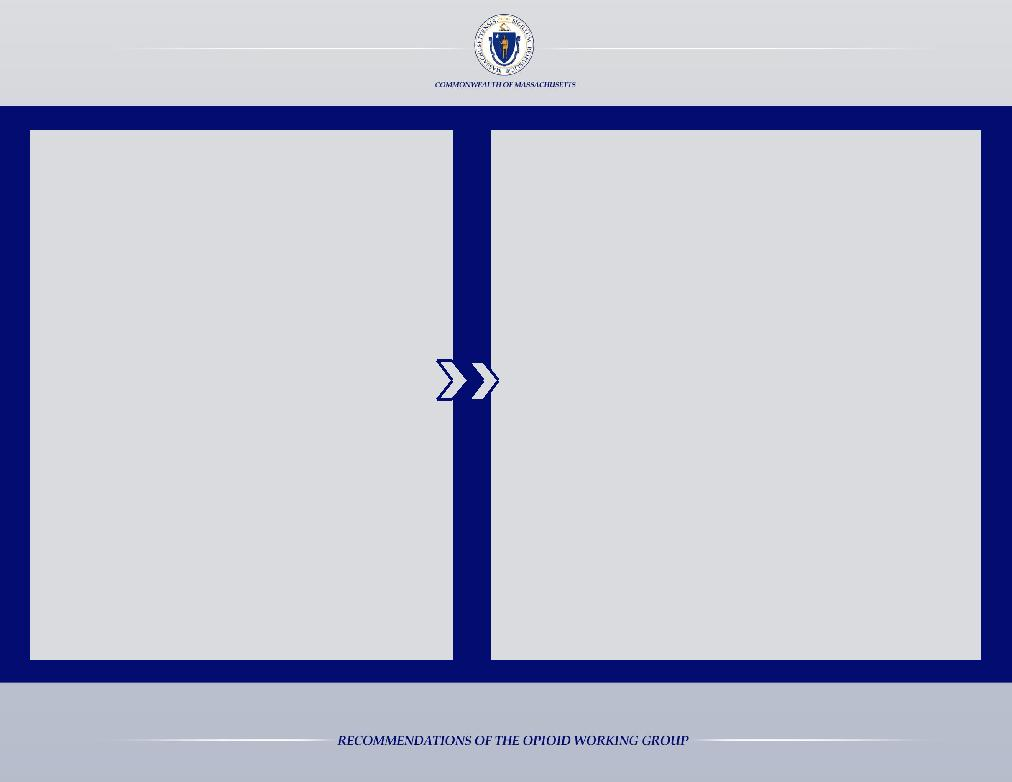 COMMONWEALTH OF MASSACHUSETTS
RECOMMENDATIONS OF THE OPIOID WORKING GROUP